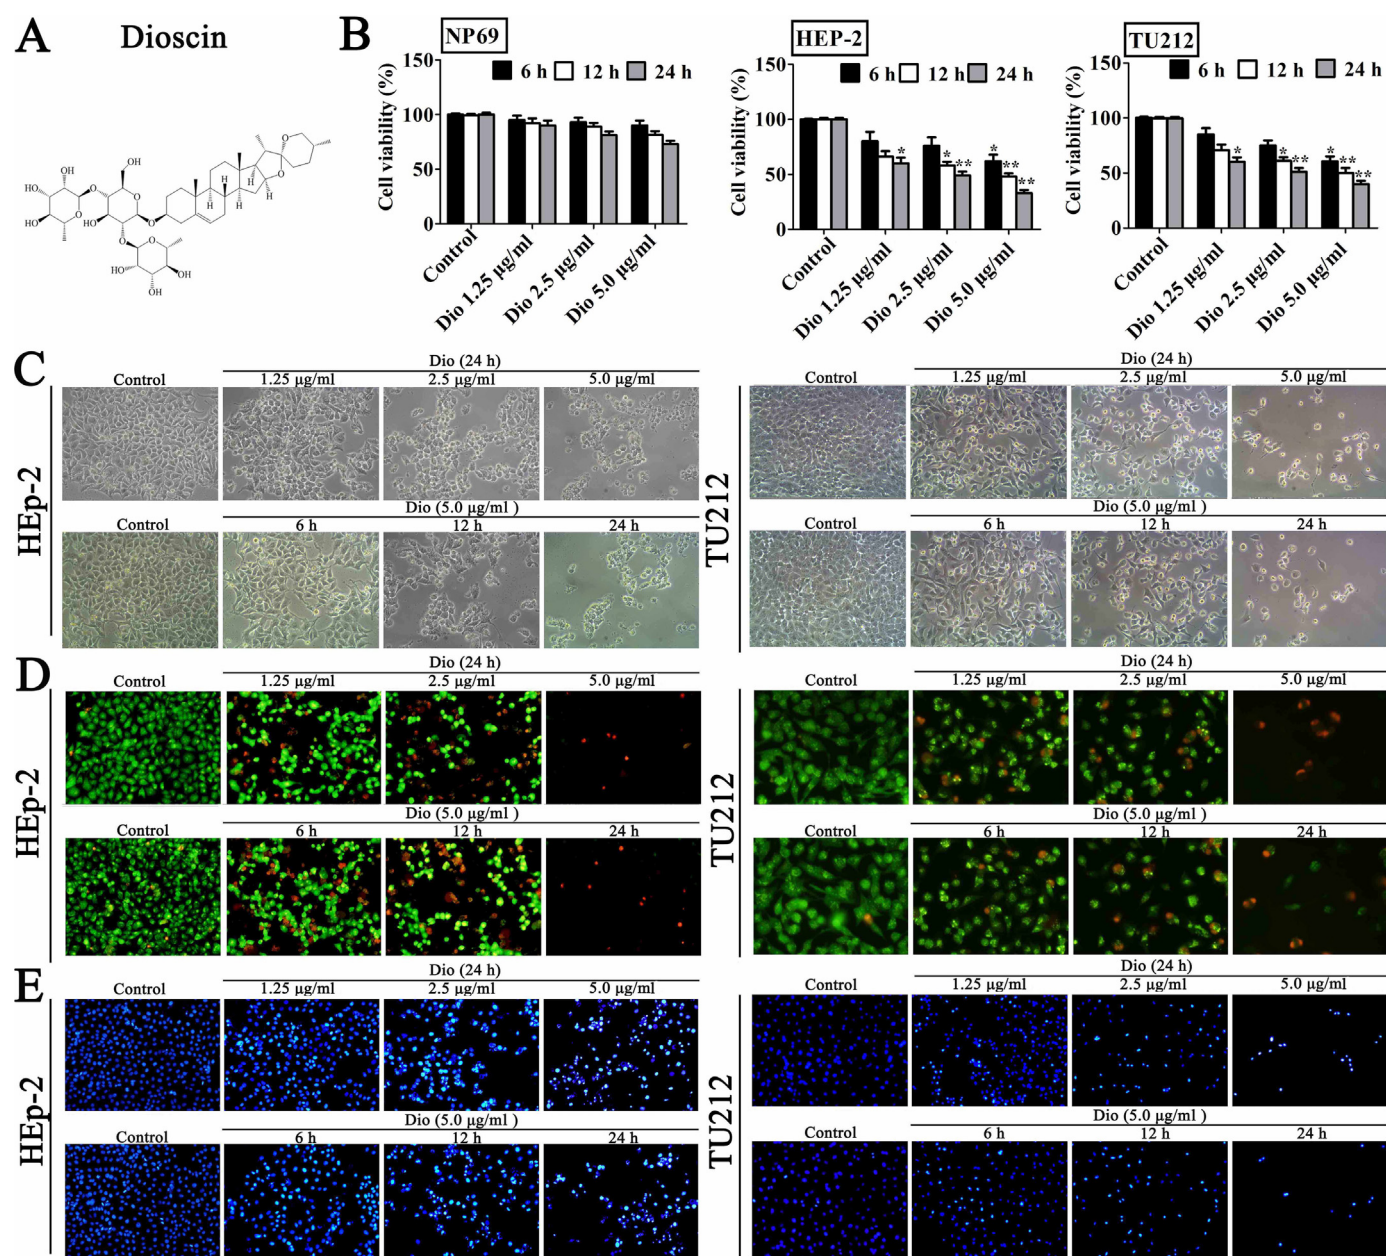 A Dioscin
OH
OH
HO
HO
HO
HO
OH
O
O
O
O
O
O
O
O
O
H
H
H
H
H
HO
OH
OH
OH
B
NP69
6 h 12 h 24 h
Cell viability (%)
150
100
50
0
Control
Dio 1.25 µg/ml
Dio 2.5 µg/ml
Dio 5.0 µg/ml
HEP-2
6 h 12 h 24 h
Cell viability (%)
150
100
50
0
* * ** * ** **
Control
Dio 1.25 µg/ml
Dio 2.5 µg/ml
Dio 5.0 µg/ml
TU212
6 h 12 h 24 h
Cell viability (%)
150
100
50
0
* * ** * ** **
Control
Dio 1.25 µg/ml
Dio 2.5 µg/ml
Dio 5.0 µg/ml
C
HEp-2
Dio (24 h)
Control 1.25 µg/ml 2.5 µg/ml 5.0 µg/ml
Dio (5.0 µg/ml )
Control 6 h 12 h 24 h
TU212
Dio (24 h)
Control 1.25 µg/ml 2.5 µg/ml 5.0 µg/ml
Dio (5.0 µg/ml )
Control 6 h 12 h 24 h
D
HEp-2
Dio (24 h)
Control 1.25 µg/ml 2.5 µg/ml 5.0 µg/ml
Dio (5.0 µg/ml )
Control 6 h 12 h 24 h
TU212
Dio (24 h)
Control 1.25 µg/ml 2.5 µg/ml 5.0 µg/ml
Dio (5.0 µg/ml )
Control 6 h 12 h 24 h
E
HEp-2
Dio (24 h)
Control 1.25 µg/ml 2.5 µg/ml 5.0 µg/ml
Dio (5.0 µg/ml )
Control 6 h 12 h 24 h
TU212
Dio (24 h)
Control 1.25 µg/ml 2.5 µg/ml 5.0 µg/ml
Dio (5.0 µg/ml )
Control 6 h 12 h 24 h